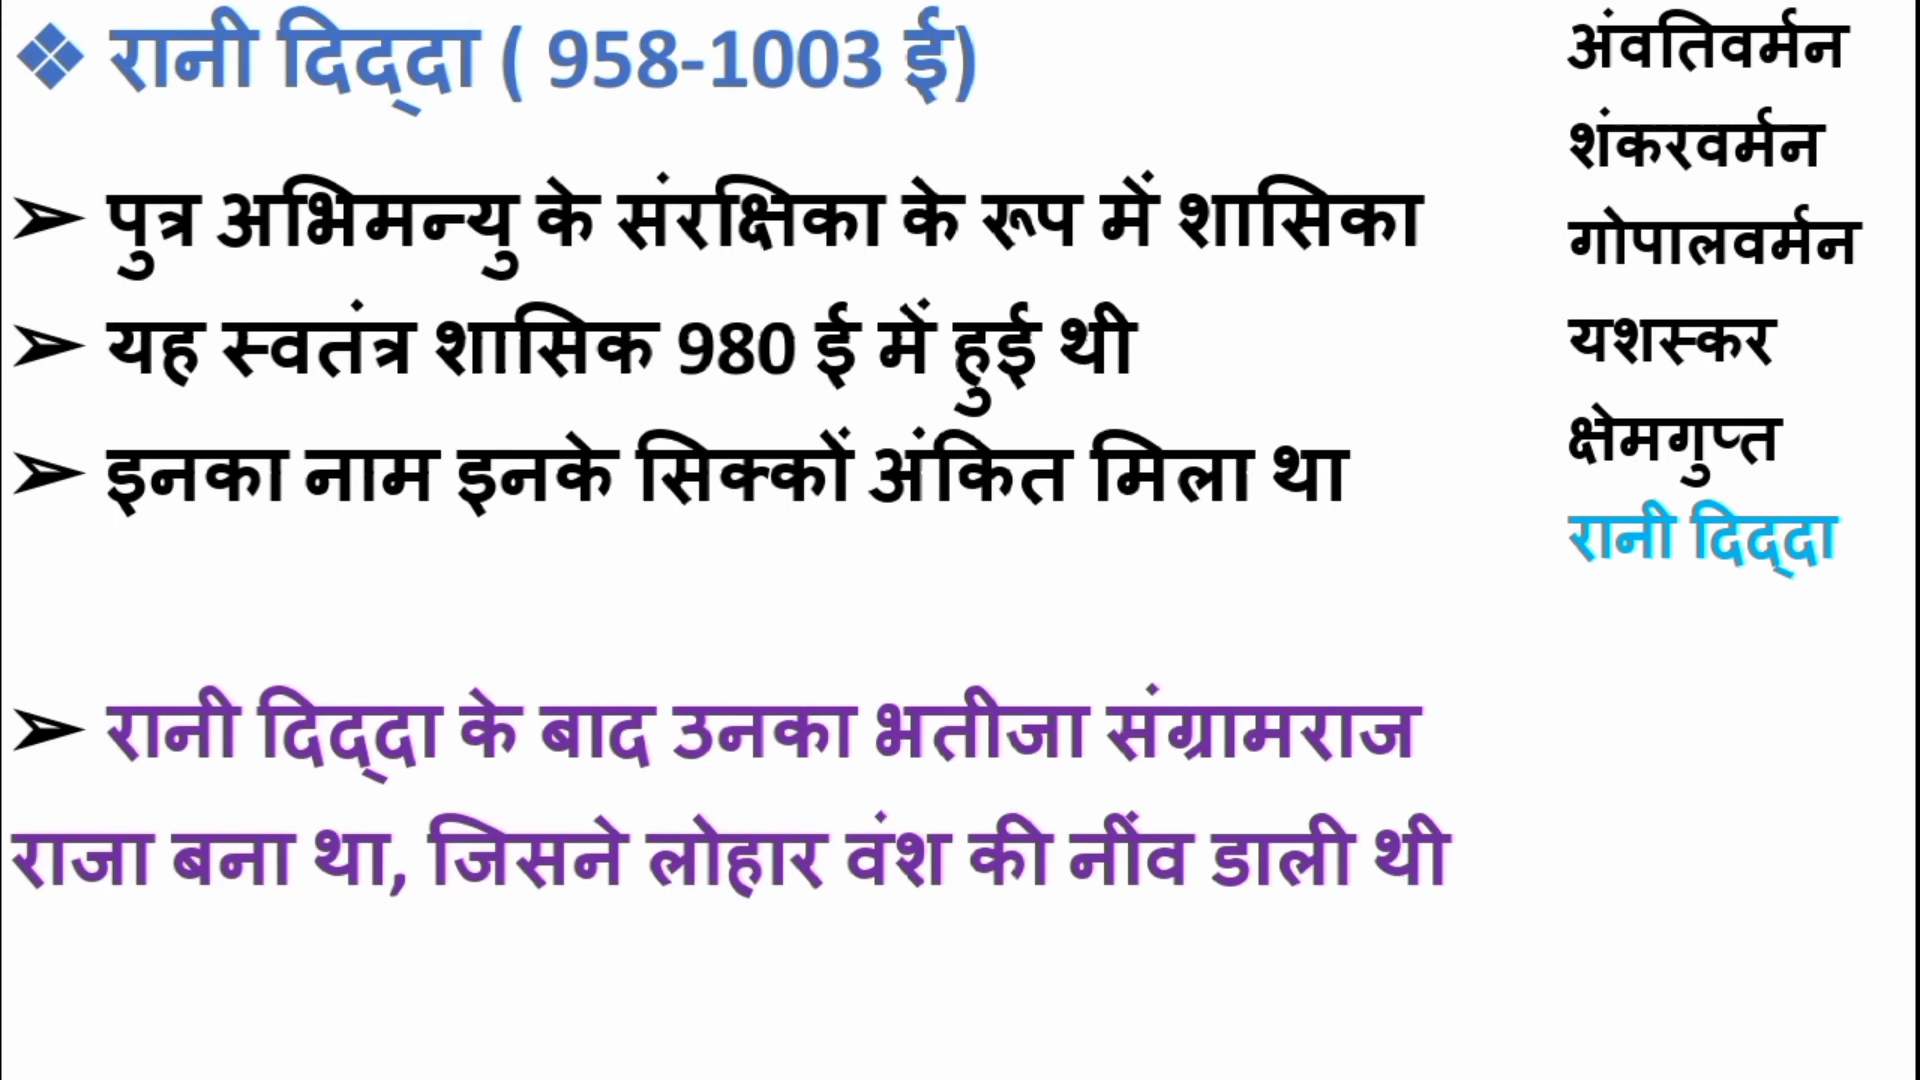 ❖ रानी दिद्‌दा ( 958-1003 ई)
➢ पुत्र अभिमन्यु के संरक्षिका के रूप में शासिका
➢ यह स्वतंत्र शासिक 980 ई में हुई थी
➢ इनका नाम इनके सिक्कों अंकित मिला था
➢ रानी दिद्‌दा के बाद उनका भतीजा संग्रामराज
राजा बना था, जिसने लोहार वंश की नींव डाली थी
अंवतिवर्मन
शंकरवर्मन
गोपालवर्मन
यशस्कर
क्षेमगुप्त
रानी दिद्‌दा